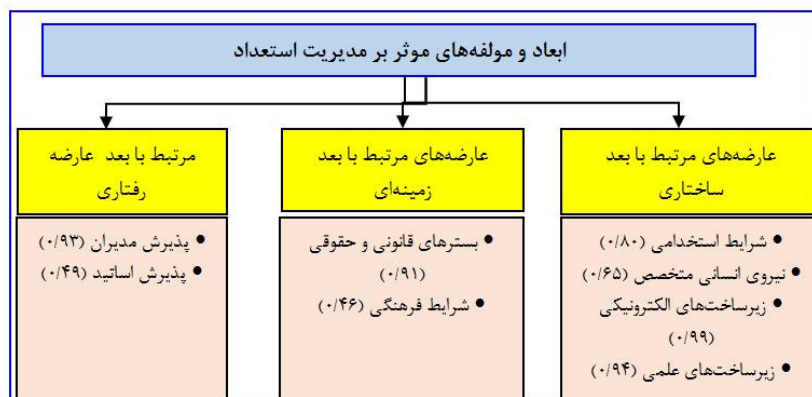 ابعاد و مولفه‌های موثر بر مدیریت استعداد
عارضه‌های مرتبط با بعد
ساختاری
● شرایط استخدامی (۰/۸۰)
● نیروی انسانی متخصص (۰/۶۵)
● زیرساخت‌های الکترونیکی
(۰/۹۹)
● زیرساخت‌های علمی (۰/۹۴)
عارضه‌های مرتبط با بعد
زمینه‌ای
● بسترهای قانونی و حقوقی
(۰/۹۱)
● شرایط فرهنگی (۰/۴۶)
مرتبط با بعد عارضه
رفتاری
● پذیرش مدیران (۰/۹۳)
● پذیرش اساتید (۰/۴۹)